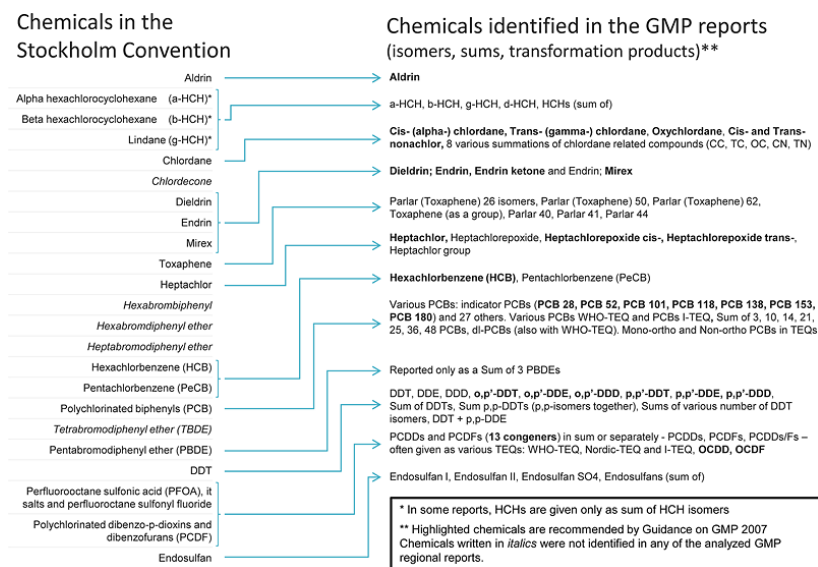 Chemicals in the
Stockholm Convention
Aldrin
Alpha hexachlorocyclohexane (a-HCH)*
Beta hexachlorocyclohexane (b-HCH)*
Lindane (g-HCH)*
Chlordane
Chlordecone
Dieldrin
Endrin
Mirex
Toxaphene
Heptachlor
Hexabrombiphenyl
Hexabromdiphenyl ether
Heptabromodiphenyl ether
Hexachlorbenzene (HCB)
Pentachlorbenzene (PeCB)
Polychlorinated biphenyls (PCB)
Tetrabromodiphenyl ether (TBDE)
Pentabromodiphenyl ether (PBDE)
DDT
Perfluorooctane sulfonic acid (PFOA), it
salts and perfluoroctane sulfonyl fluoride
Polychlorinated dibenzo-p-dioxins and
dibenzofurans (PCDF)
Endosulfan
Chemicals identified in the GMP reports
(isomers, sums, transformation products)**
Aldrin
a-HCH, b-HCH, g-HCH, d-HCH, HCHs (sum of)
Cis- (alpha-) chlordane, Trans- (gamma-) chlordane, Oxychlordane, Cis- and Trans-
nonachlor, 8 various summations of chlordane related compounds (CC, TC, OC, CN, TN)
Dieldrin; Endrin, Endrin ketone and Endrin; Mirex
Parlar (Toxaphene) 26 isomers, Parlar (Toxaphene) 50, Parlar (Toxaphene) 62,
Toxaphene (as a group), Parlar 40, Parlar 41, Parlar 44
Heptachlor, Heptachlorepoxide, Heptachlorepoxide cis-, Heptachlorepoxide trans-,
Heptachlor group
Hexachlorbenzene (HCB), Pentachlorbenzene (PeCB)
Various PCBs: indicator PCBs (PCB 28, PCB 52, PCB 101, PCB 118, PCB 138, PCB 153,
PCB 180) and 27 others. Various PCBs WHO-TEQ and PCBs I-TEQ, Sum of 3, 10, 14, 21,
25, 36, 48 PCBs, dl-PCBs (also with WHO-TEQ). Mono-ortho and Non-ortho PCBs in TEQs
Reported only as a Sum of 3 PBDEs
DDT, DDE, DDD, o,p'-DDT, o,p'-DDE, o,p'-DDD, p,p'-DDT, p,p'-DDE, p,p'-DDD,
Sum of DDTs, Sum p,p-DDTs (p,p-isomers together), Sums of various number of DDT
isomers, DDT + p,p-DDE
PCDDs and PCDFs (13 congeners) in sum or separately - PCDDs, PCDFs, PCDDs/Fs –
often given as various TEQs: WHO-TEQ, Nordic-TEQ and I-TEQ, OCDD, OCDF
Endosulfan I, Endosulfan II, Endosulfan SO4, Endosulfans (sum of)
* In some reports, HCHs are given only as sum of HCH isomers
** Highlighted chemicals are recommended by Guidance on GMP 2007
Chemicals written in italics were not identified in any of the analyzed GMP
regional reports.